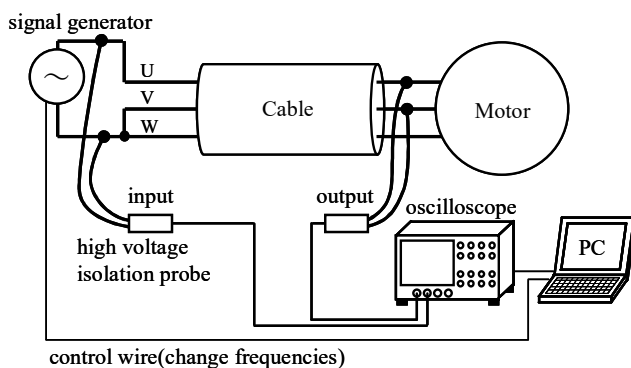 signal generator
U
V
W
Cable
Motor
input
output
high voltage
isolation probe
oscilloscope
PC
control wire(change frequencies)